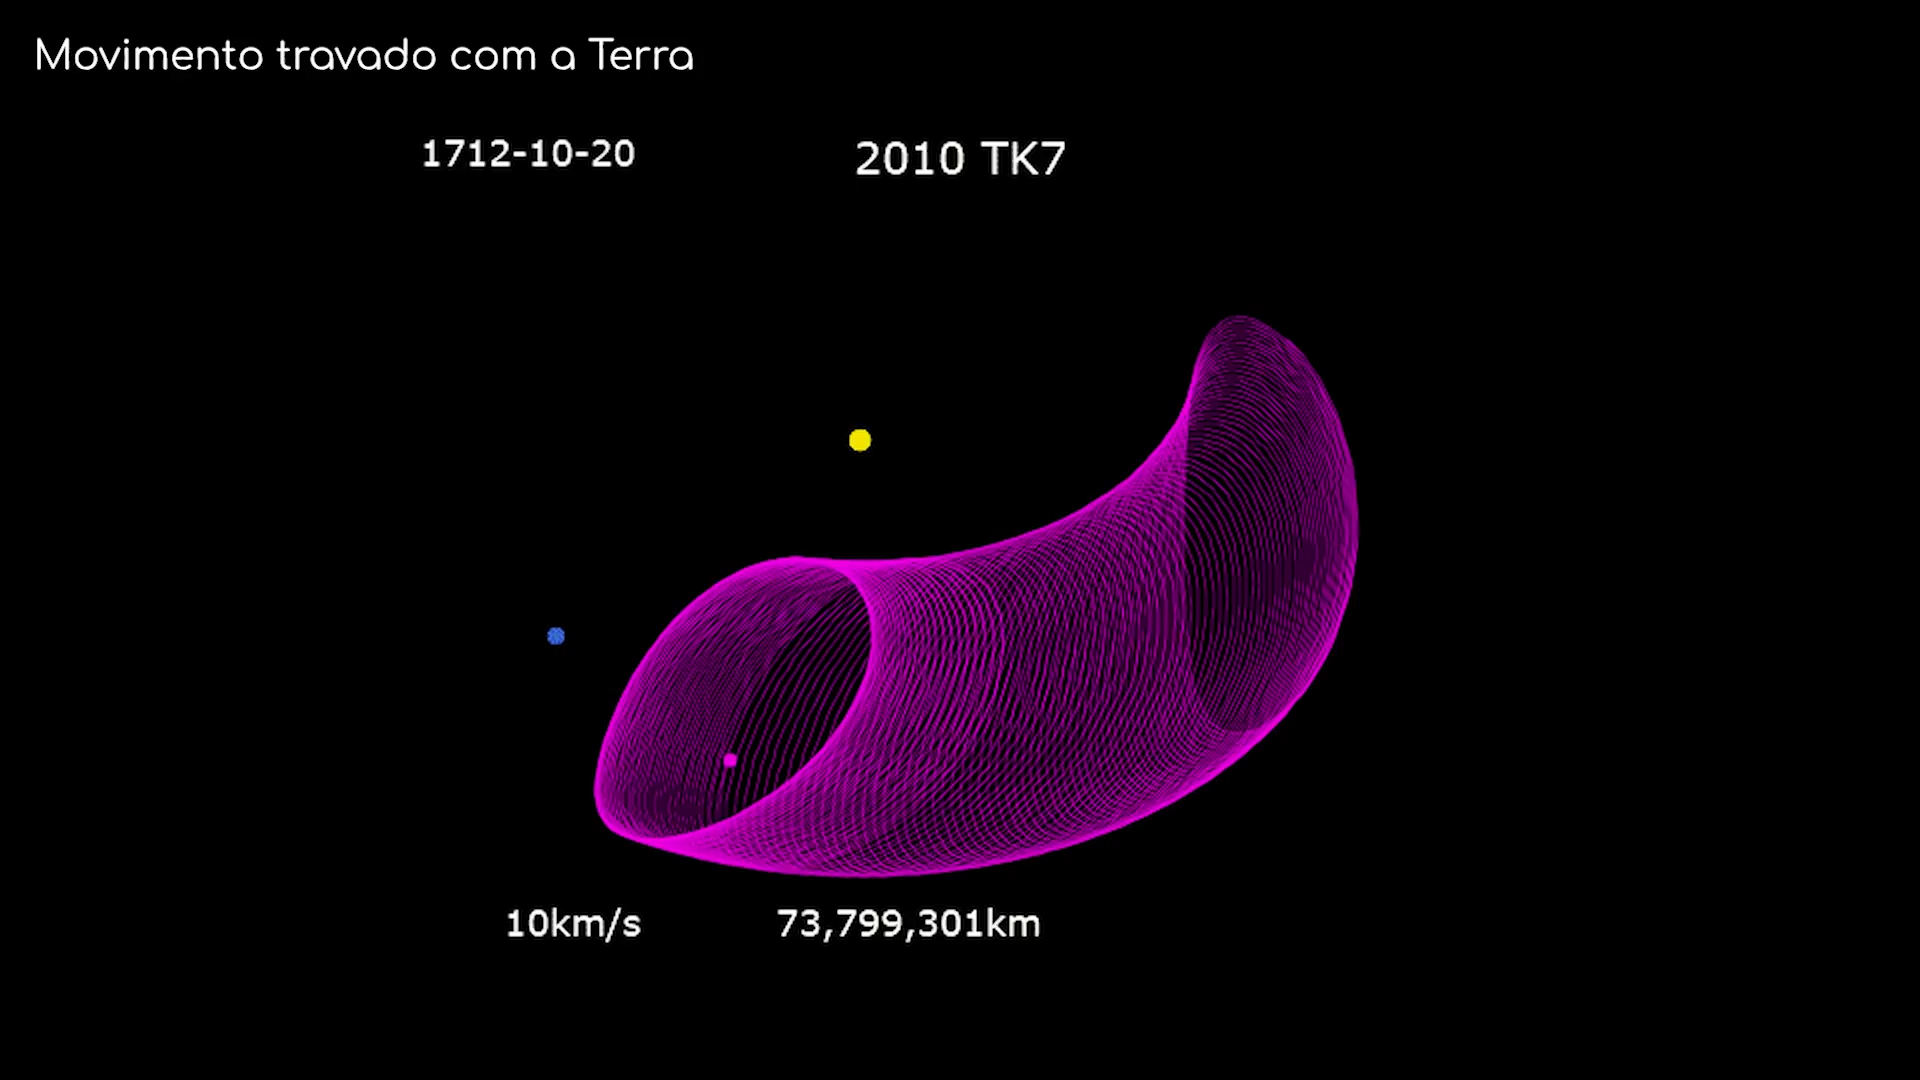 Movimento travado com a Terra
1712-10-20
2010 TK7
10km/s
73,799,301km